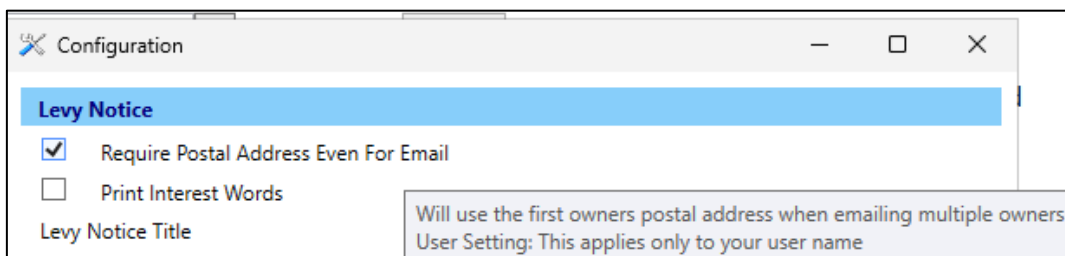 Configuration
Levy Notice
Require Postal Address Even For Email
Print Interest Words
Levy Notice Title
Will use the first owners postal address when emailing multiple owners
User Setting: This applies only to your user name